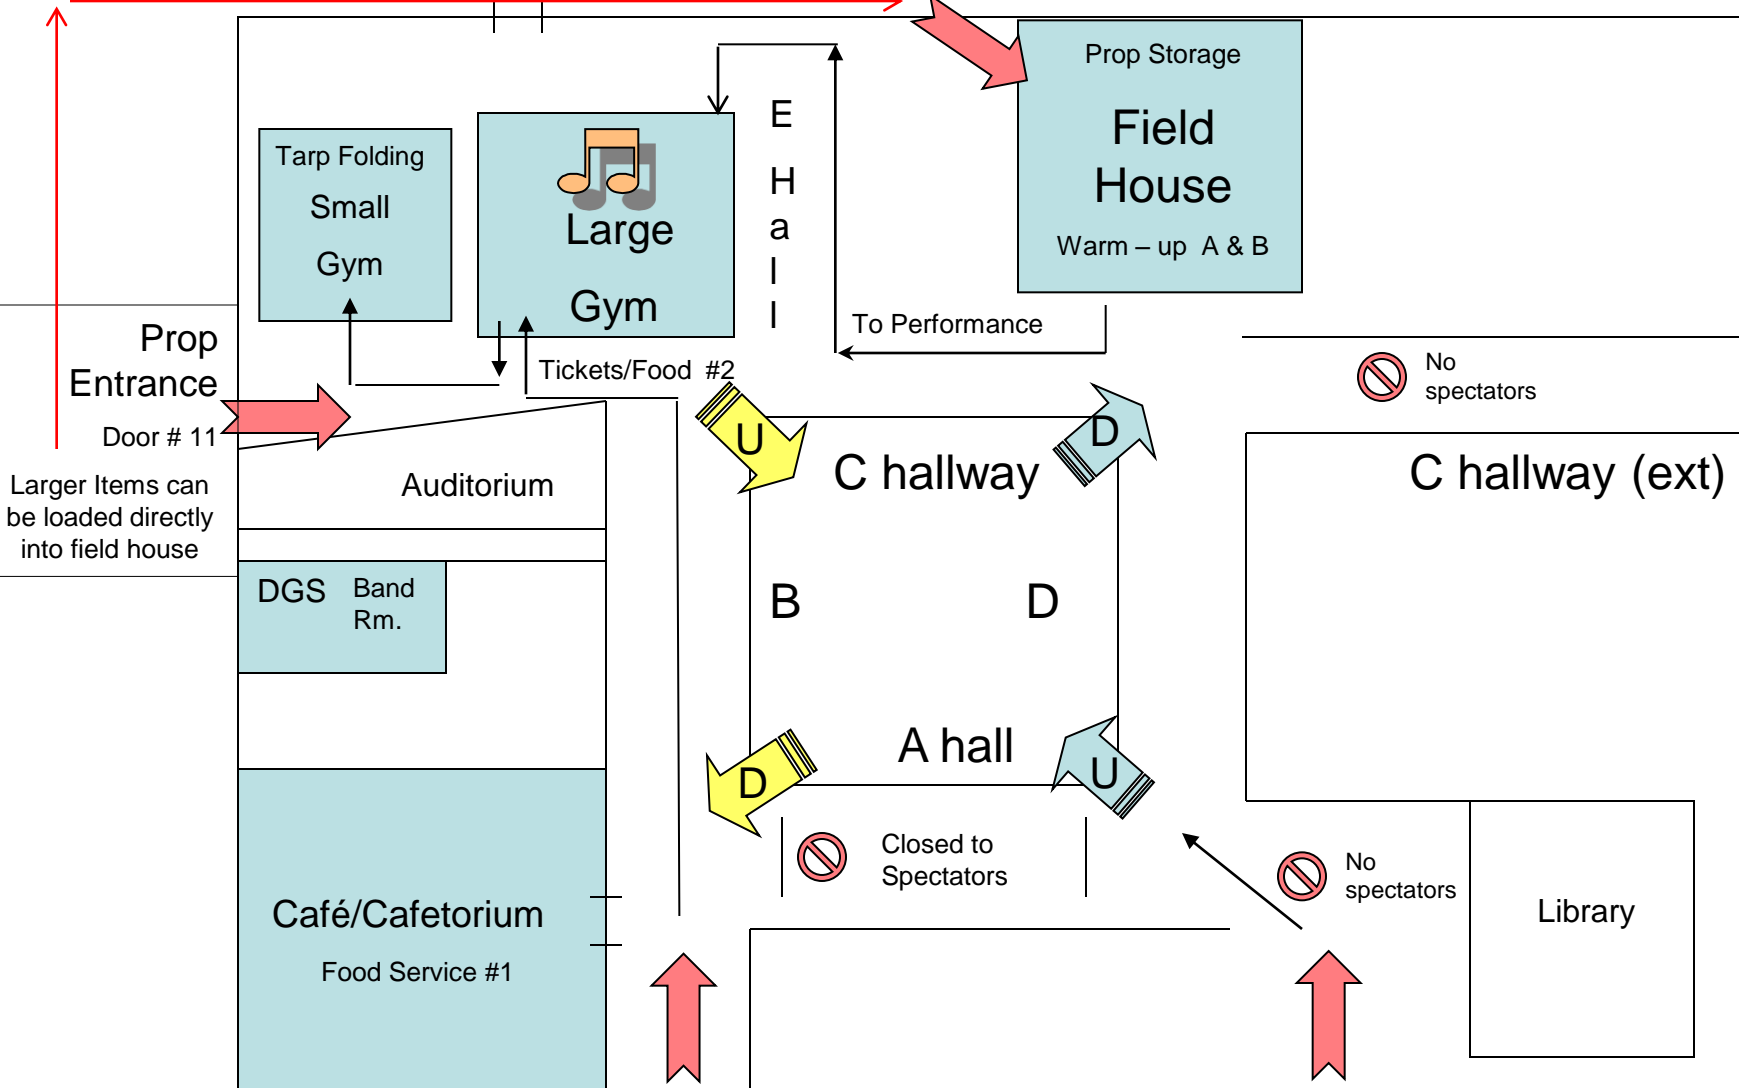 Prop Storage
Field
House
Warm – up A & B
E
H
a
l
l
Tarp Folding
Small
Gym
Large
Gym
To Performance
Prop
Entrance
Door # 11
Larger Items can
be loaded directly
into field house
Tickets/Food #2
No
spectators
U
D
C hallway
C hallway (ext)
Auditorium
DGS
Band
Rm.
B
D
A hall
D
U
Closed to
Spectators
No
spectators
Café/Cafetorium
Food Service #1
Library